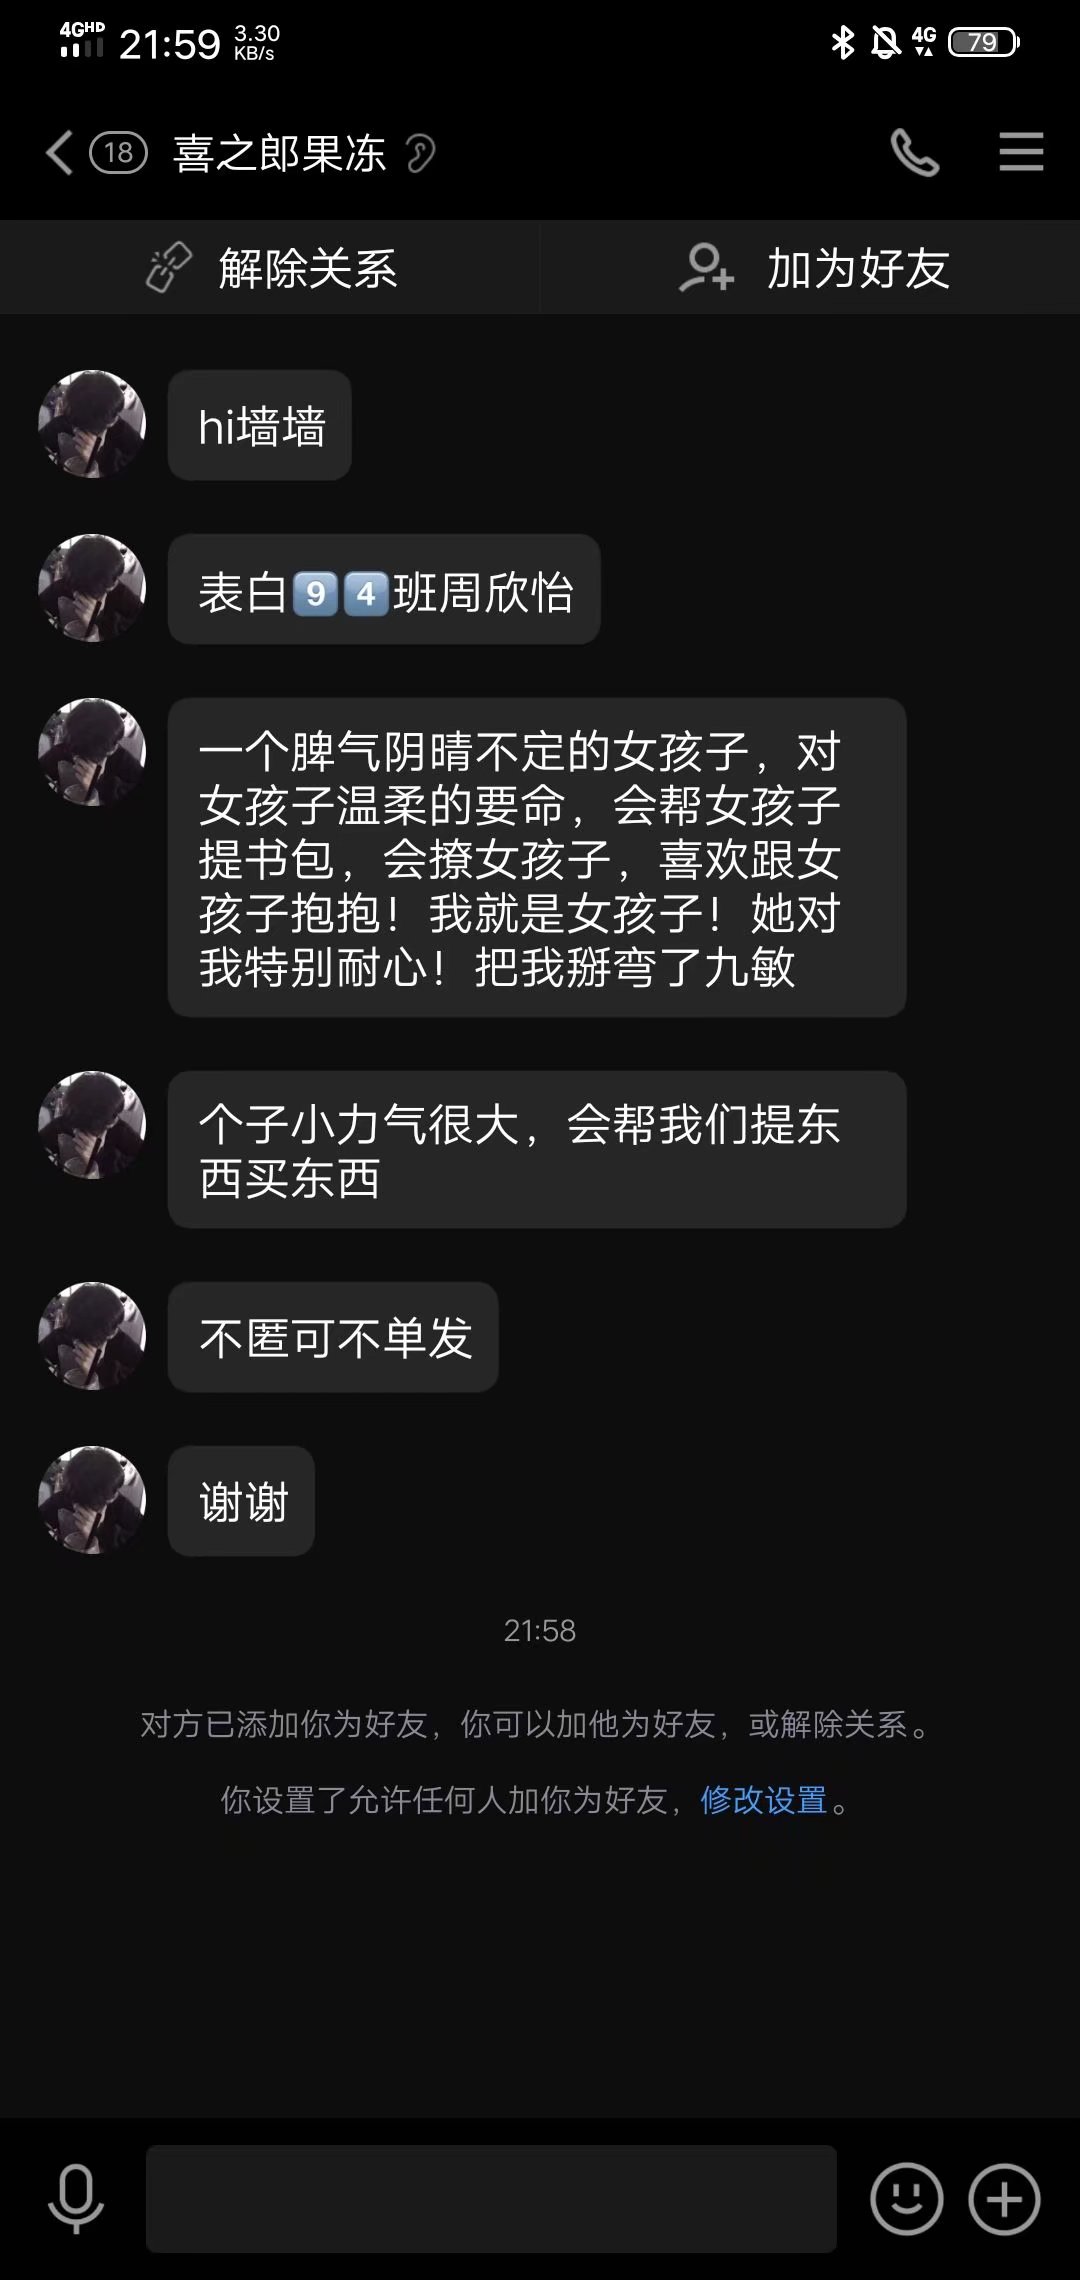 4GHD 21:59 3.30 KB/s 4G 79
18 喜之郎果冻
解除关系 加为好友
hi墙墙
表白9️⃣4️⃣班周欣怡
一个脾气阴晴不定的女孩子，对
女孩子温柔的要命，会帮女孩子
提书包，会撩女孩子，喜欢跟女
孩子抱抱！我就是女孩子！她对
我特别耐心！把我掰弯了九敏
个子小力气很大，会帮我们提东
西买东西
不匿可不单发
谢谢
21:58
对方已添加你为好友，你可以加他为好友，或解除关系。
你设置了允许任何人加你为好友，修改设置。